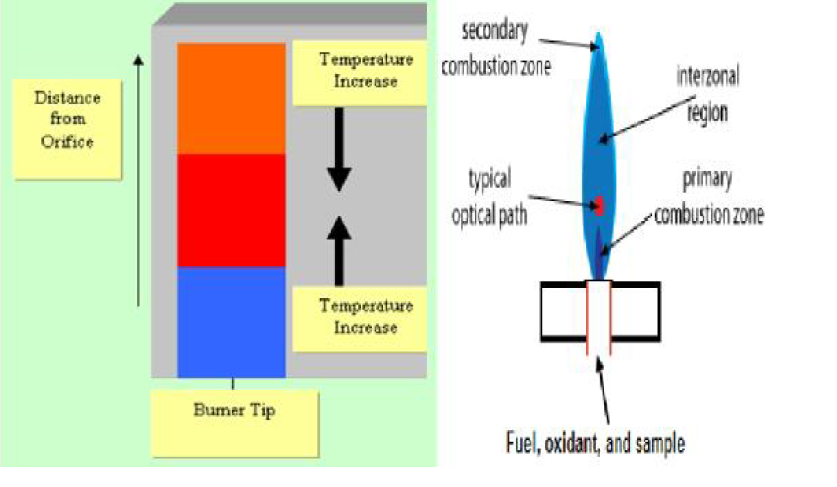 Temperature
Increase
Distance
from
Orifice
Temperature
Increase
Burner Tip
secondary
combustion zone
interzonal
region
typical
optical path
primary
combustion zone
Fuel, oxidant, and sample